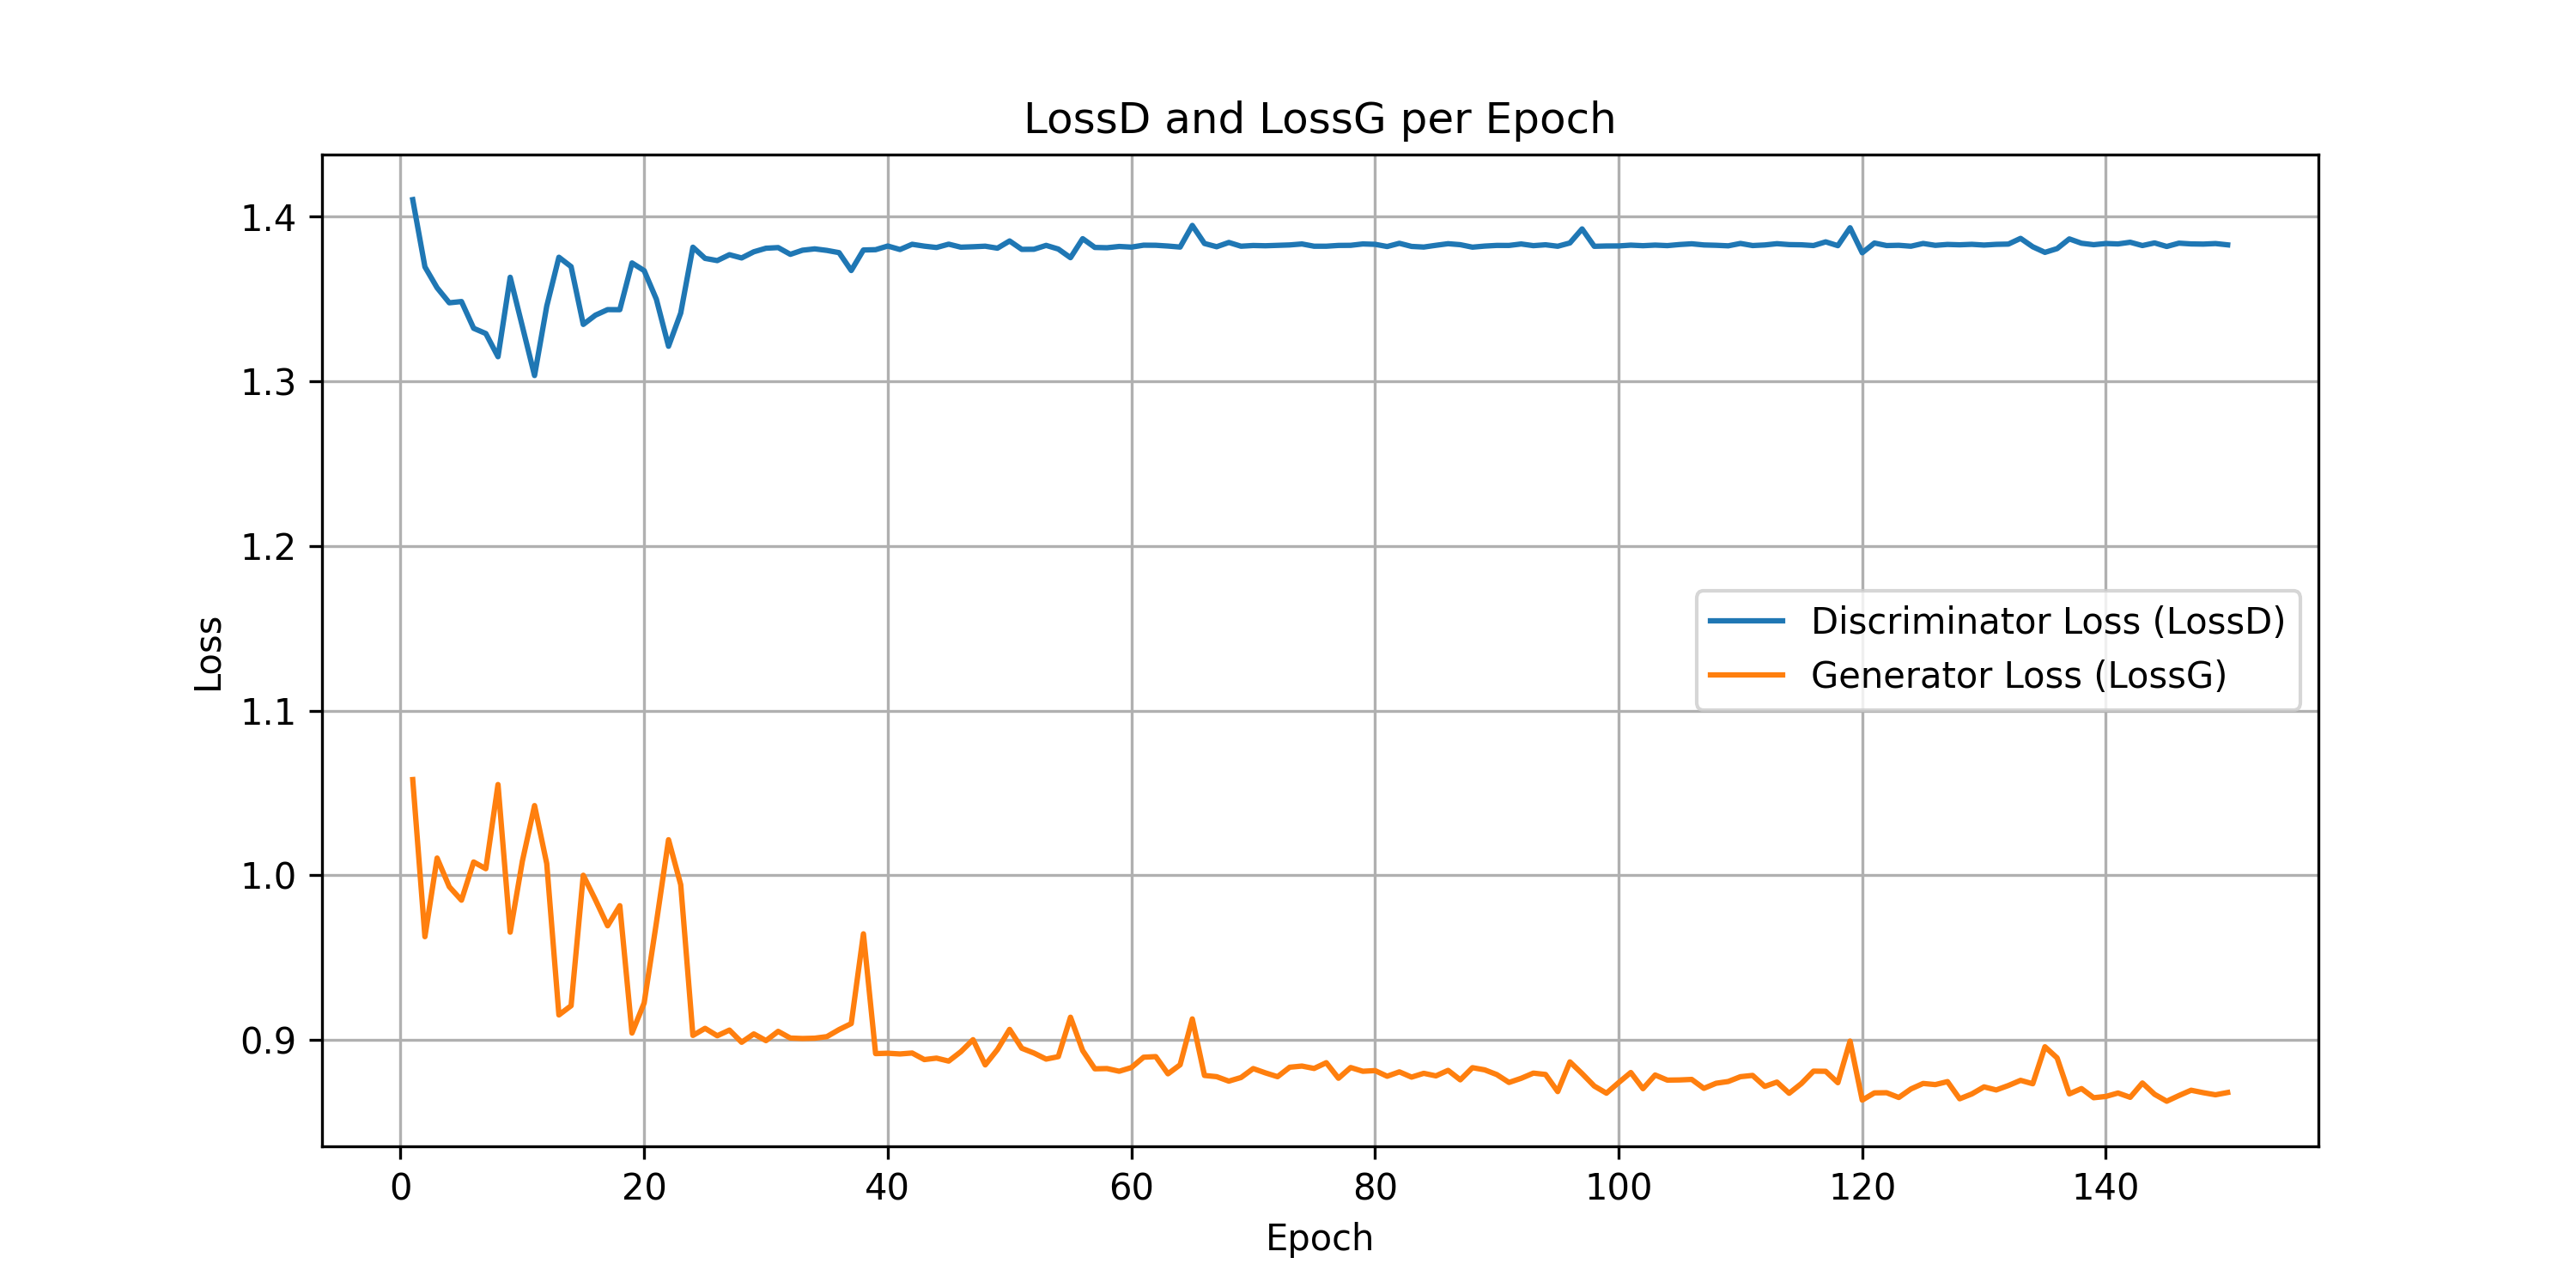 LossD and LossG per Epoch
1.4
1.3
1.2
1.1
1.0
0.9
Loss
Discriminator Loss (LossD)
Generator Loss (LossG)
0 20 40 60 80 100 120 140
Epoch